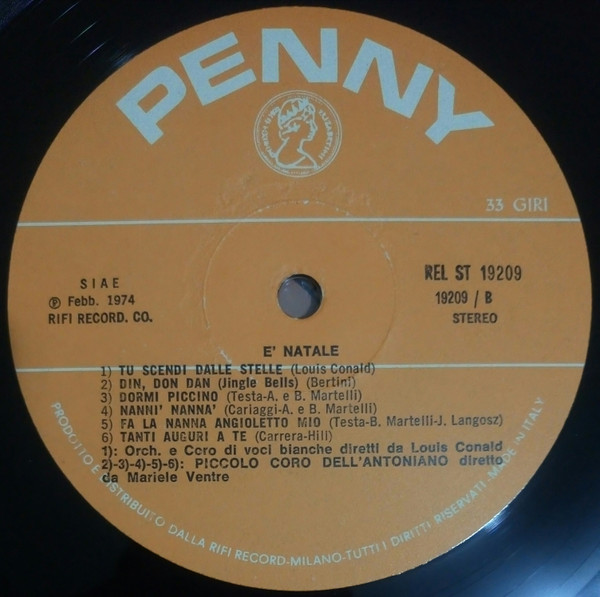 PENNY
33 GIRI
SIAE
Ⓟ Febb. 1974
RIFI RECORD. CO.
REL ST 19209
19209 / B
STEREO
E' NATALE
1) TU SCENDI DALLE STELLE (Louis Conald)
2) DIN, DON DAN (Jingle Bells) (Bertini)
3) DORMI PICCINO (Testa-A. e B. Martelli)
4) NANNI' NANNA' (Cariaggi-A. e B. Martelli)
5) FA LA NANNA ANGIOLETTO MIO (Testa-B. Martelli-J. Langosz)
6) TANTI AUGURI A TE (Carrera-Hill)
1): Orch. e Coro di voci bianche diretti da Louis Conald
2)-3)-4)-5)-6): PICCOLO CORO DELL'ANTONIANO diretto
da Mariele Ventre
PRODOTTO E DISTRIBUITO DALLA RIFI RECORD-MILANO-TUTTI I DIRITTI RISERVATI-MADE IN ITALY